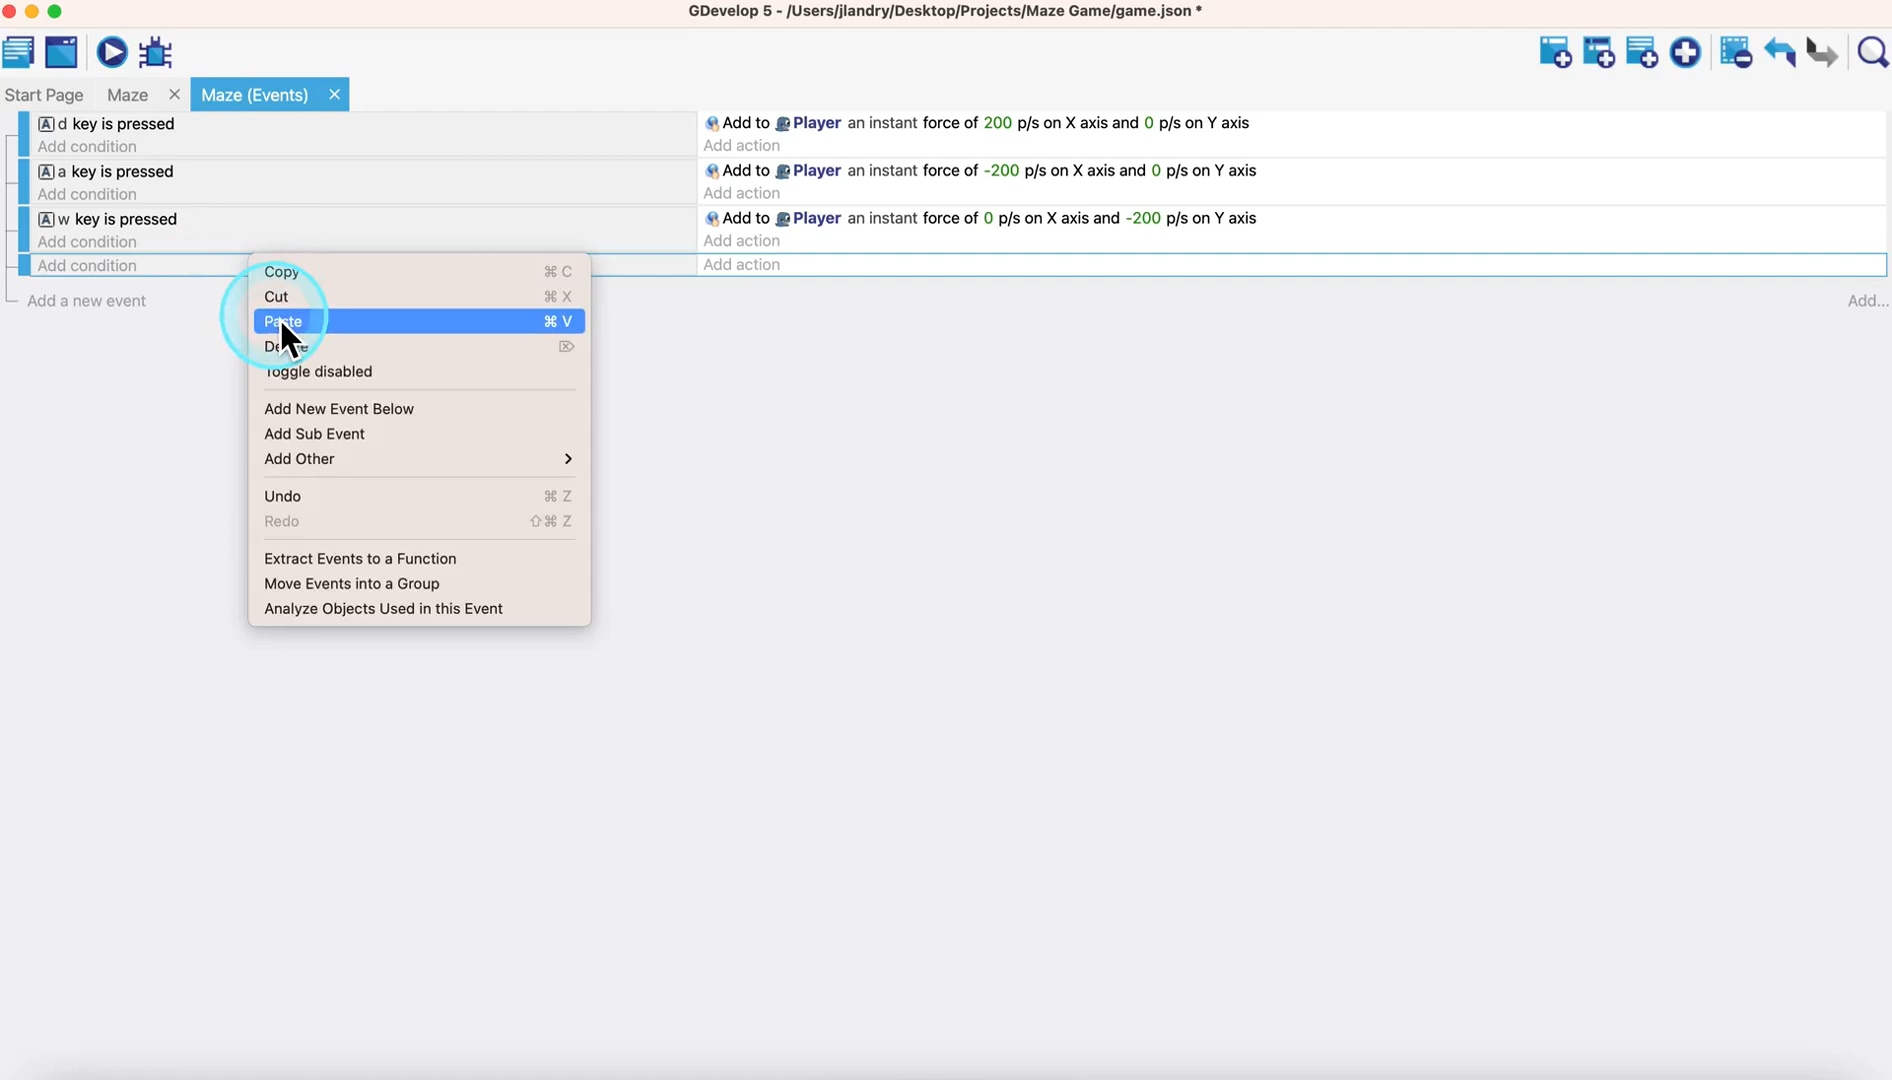 GDevelop 5 - /Users/jlandry/Desktop/Projects/Maze Game/game.json *
Start Page Maze Maze (Events)
A d key is pressed Add to Player an instant force of 200 p/s on X axis and 0 p/s on Y axis
Add condition Add action
A a key is pressed Add to Player an instant force of -200 p/s on X axis and 0 p/s on Y axis
Add condition Add action
A w key is pressed Add to Player an instant force of 0 p/s on X axis and -200 p/s on Y axis
Add condition Add action
Add condition Add action
Add a new event Add...
Copy ⌘ C
Cut ⌘ X
Paste ⌘ V
Toggle disabled
Add New Event Below
Add Sub Event
Add Other
Undo ⌘ Z
Redo ⇧⌘ Z
Extract Events to a Function
Move Events into a Group
Analyze Objects Used in this Event